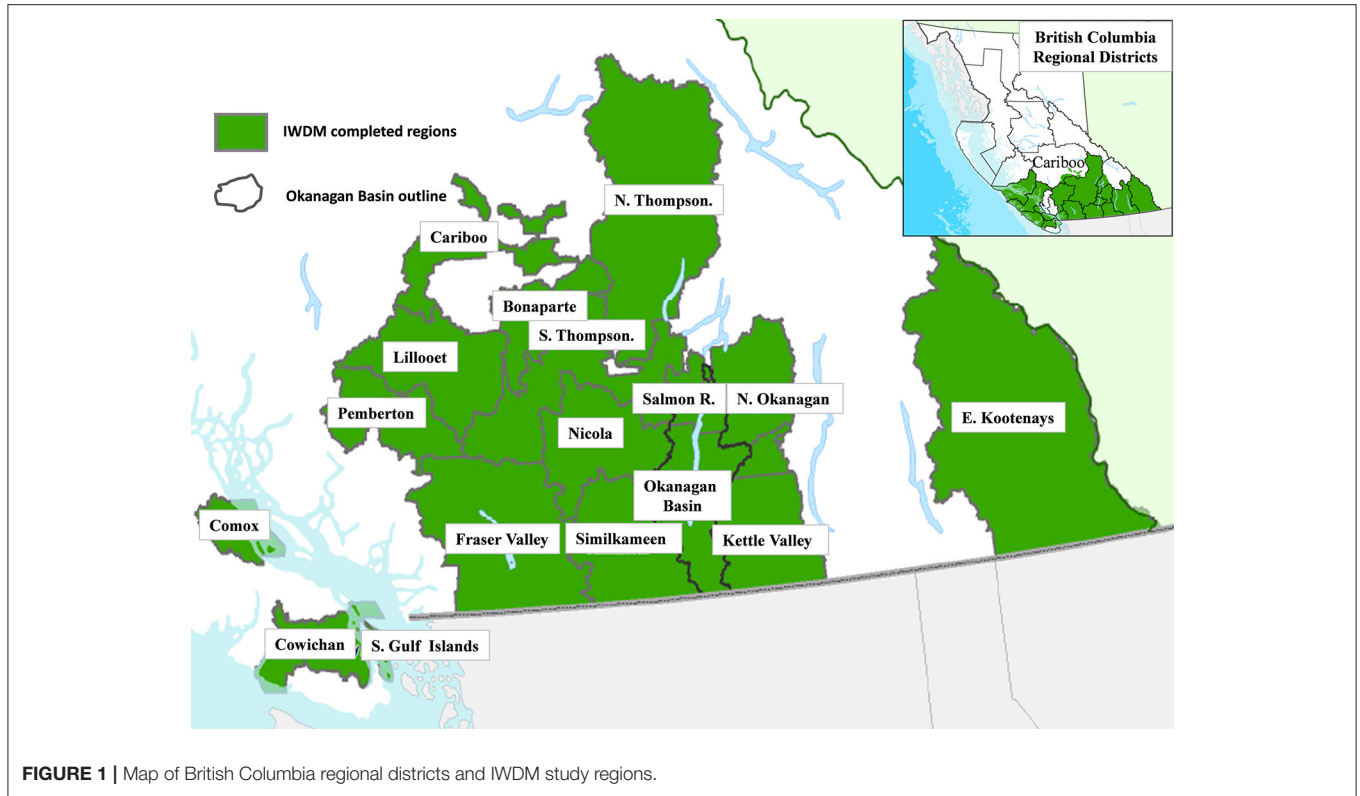 British Columbia
Regional Districts
Cariboo
IWDM completed regions
Okanagan Basin outline
N. Thompson.
Cariboo
Bonaparte
S. Thompson.
Lillooet
Salmon R.
N. Okanagan
Pemberton
E. Kootenays
Nicola
Okanagan
Basin
Comox
Fraser Valley
Similkameen
Kettle Valley
Cowichan
S. Gulf Islands
FIGURE 1 | Map of British Columbia regional districts and IWDM study regions.